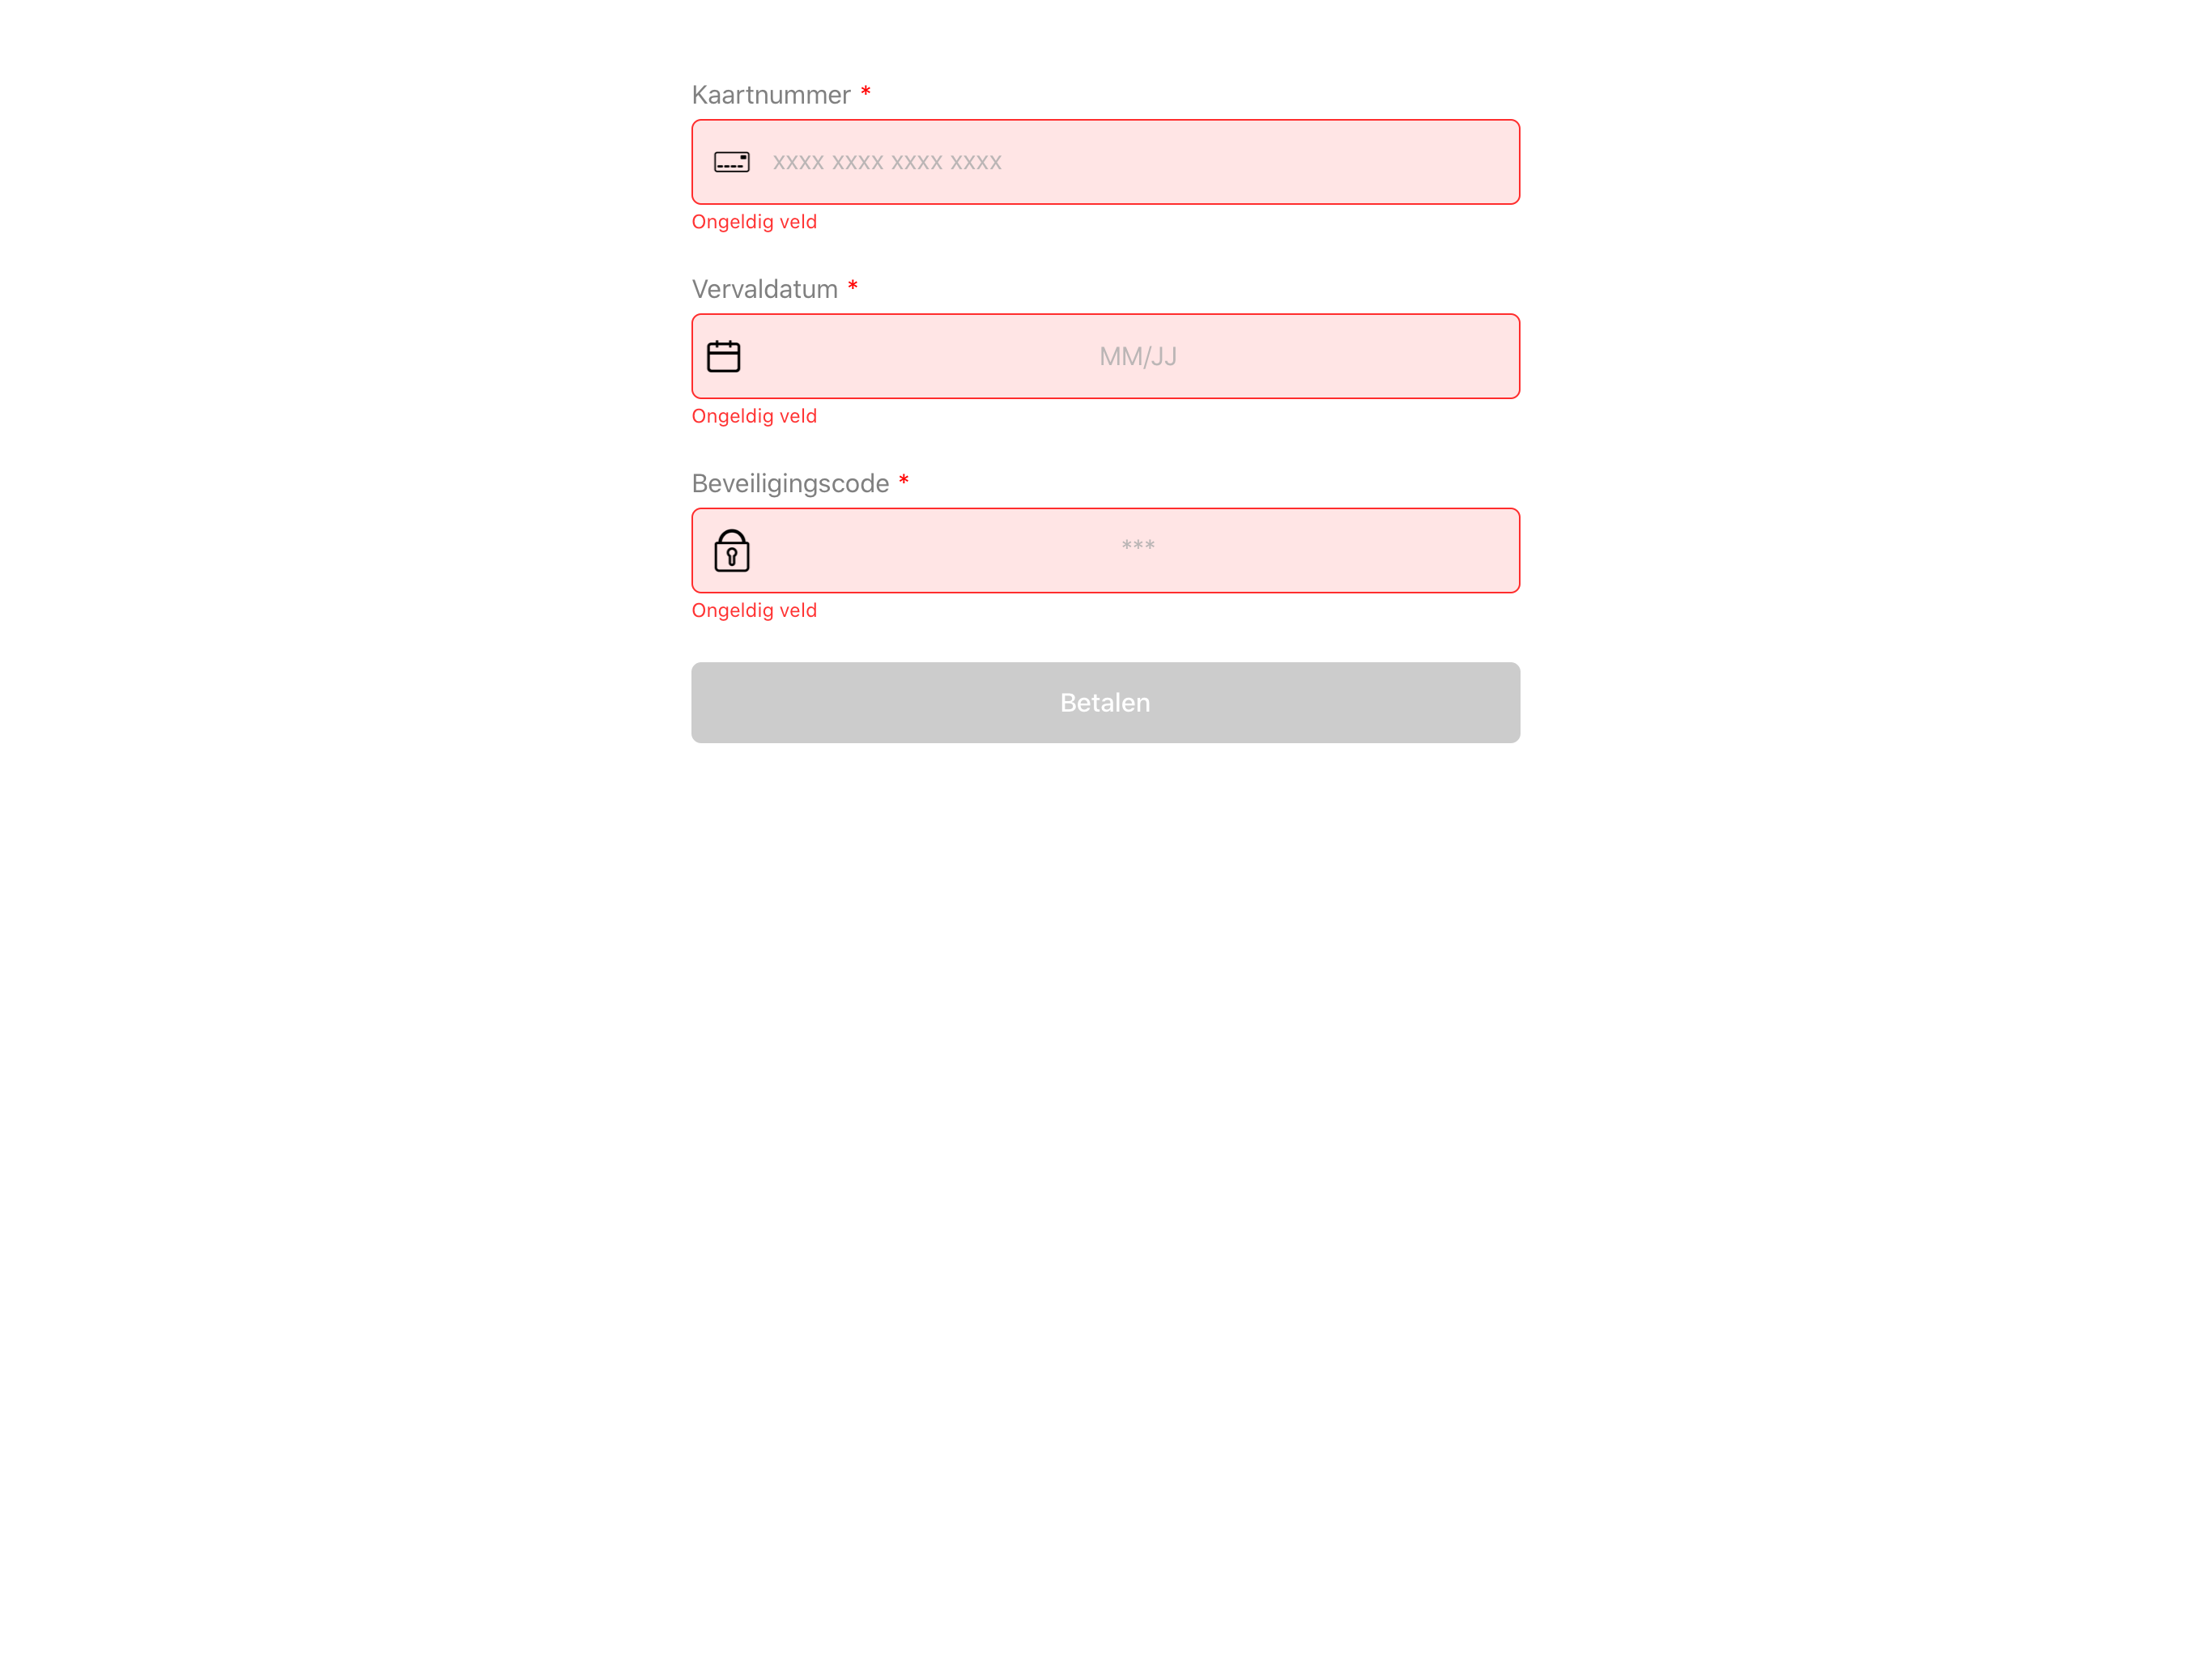 Kaartnummer *
xxxx xxxx xxxx xxxx
Ongeldig veld
Vervaldatum *
MM/JJ
Ongeldig veld
Beveiligingscode *
***
Ongeldig veld
Betalen